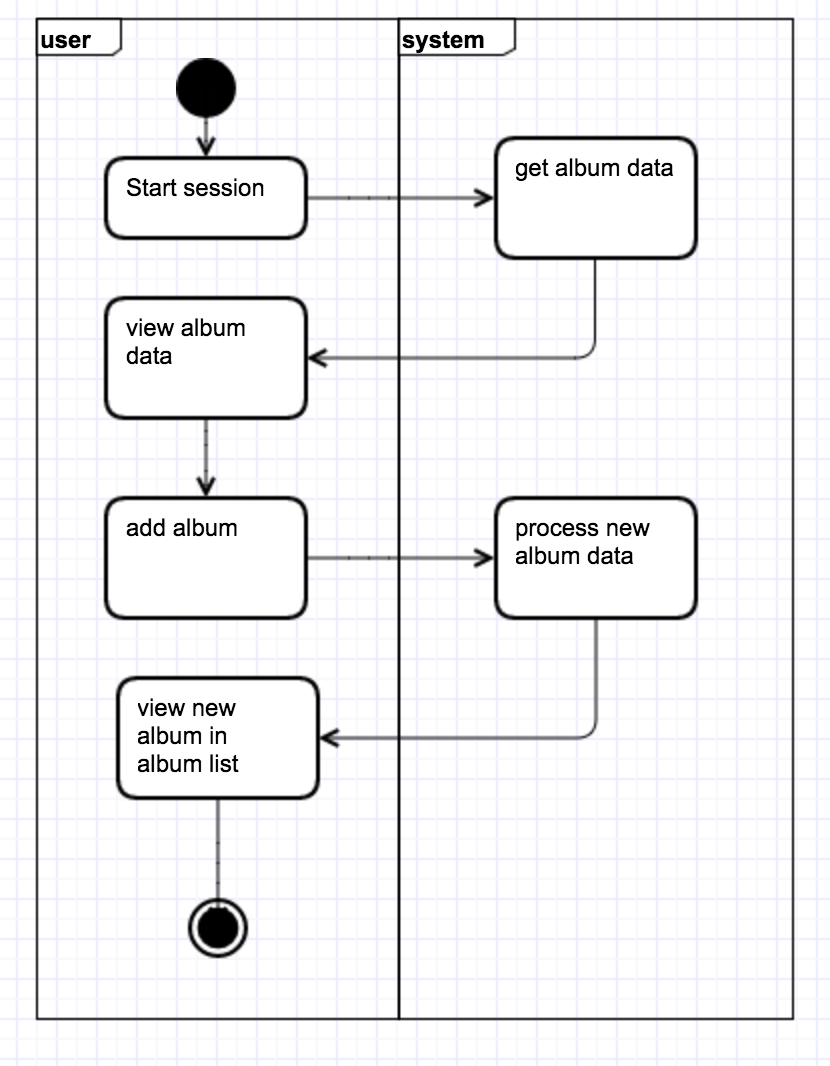 user
system
Start session
get album data
view album
data
add album
process new
album data
view new
album in
album list